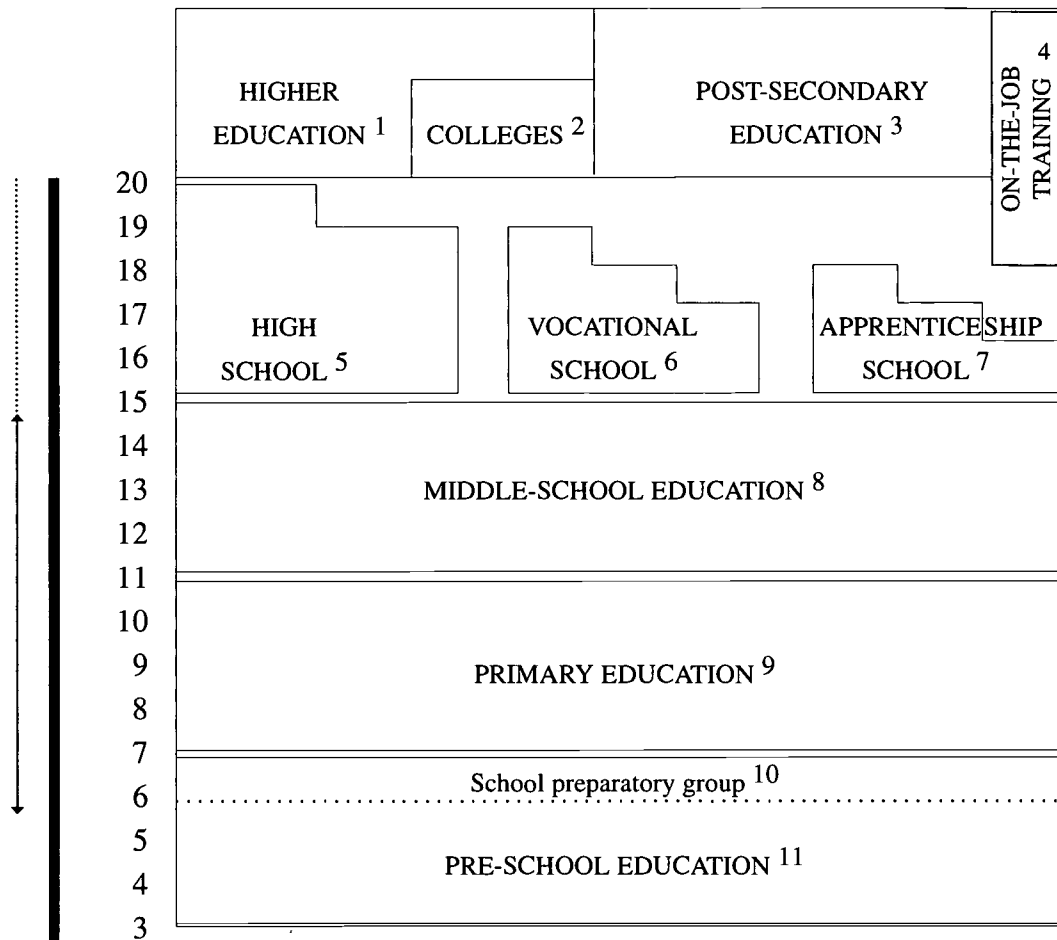 HIGHER
EDUCATION 1
COLLEGES 2
POST-SECONDARY
EDUCATION 3
ON-THE-JOB
TRAINING 4
20
19
18
17
16
15
14
13
12
11
10
9
8
7
6
5
4
3
HIGH
SCHOOL 5
VOCATIONAL
SCHOOL 6
APPRENTICESHIP
SCHOOL 7
MIDDLE-SCHOOL EDUCATION 8
PRIMARY EDUCATION 9
School preparatory group 10
PRE-SCHOOL EDUCATION 11